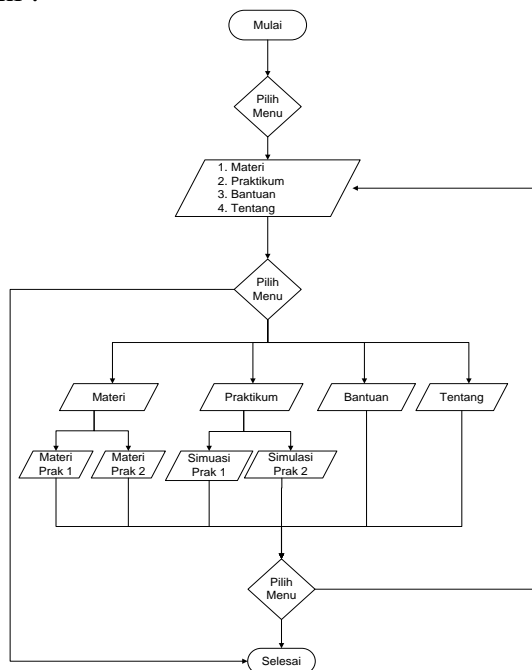 Mulai
Pilih
Menu
1. Materi
2. Praktikum
3. Bantuan
4. Tentang
Pilih
Menu
Materi
Praktikum
Bantuan
Tentang
Materi
Prak 1
Materi
Prak 2
Simuasi
Prak 1
Simulasi
Prak 2
Pilih
Menu
Selesai